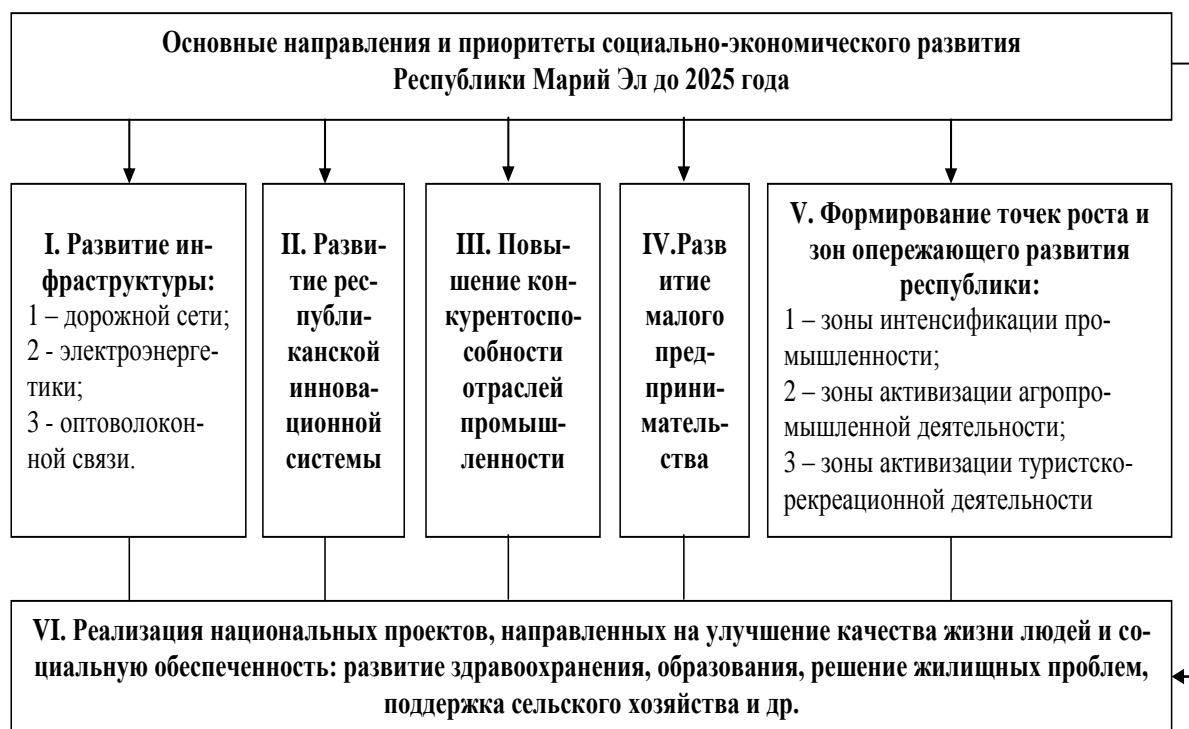 Основные направления и приоритеты социально-экономического развития
Республики Марий Эл до 2025 года
I. Развитие ин-
фраструктуры:
1 – дорожной сети;
2 - электроэнерге-
тики;
3 - оптоволокон-
ной связи.
II. Разви-
тие рес-
публи-
канской
иннова-
ционной
системы
III. Повы-
шение кон-
курентоспо-
собности
отраслей
промыш-
ленности
IV.Разв
итие
малого
пред-
прини-
матель-
ства
V. Формирование точек роста и
зон опережающего развития
республики:
1 – зоны интенсификации про-
мышленности;
2 – зоны активизации агропро-
мышленной деятельности;
3 – зоны активизации туристско-
рекреационной деятельности
VI. Реализация национальных проектов, направленных на улучшение качества жизни людей и со-
циальную обеспеченность: развитие здравоохранения, образования, решение жилищных проблем,
поддержка сельского хозяйства и др.